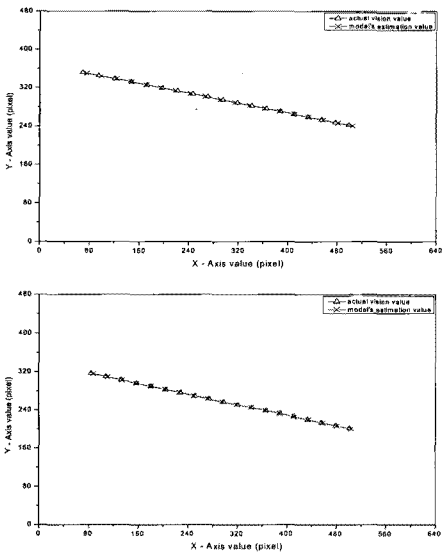 480
400
320
240
160
80
0
Y - Axis value (pixel)
actual vision value
model's estimation value
0 80 160 240 320 400 480 560 640
X - Axis value (pixel)
480
400
320
240
160
80
0
Y - Axis value (pixel)
actual vision value
model's estimation value
0 80 160 240 320 400 480 560 640
X - Axis value (pixel)